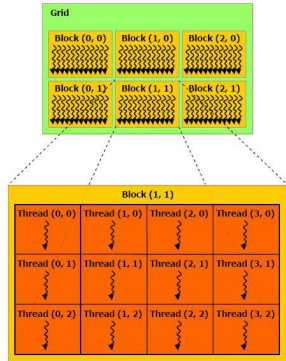 Grid
Block (0, 0) Block (1, 0) Block (2, 0)
Block (0, 1) Block (1, 1) Block (2, 1)
Block (1, 1)
Thread (0, 0) Thread (1, 0) Thread (2, 0) Thread (3, 0)
Thread (0, 1) Thread (1, 1) Thread (2, 1) Thread (3, 1)
Thread (0, 2) Thread (1, 2) Thread (2, 2) Thread (3, 2)